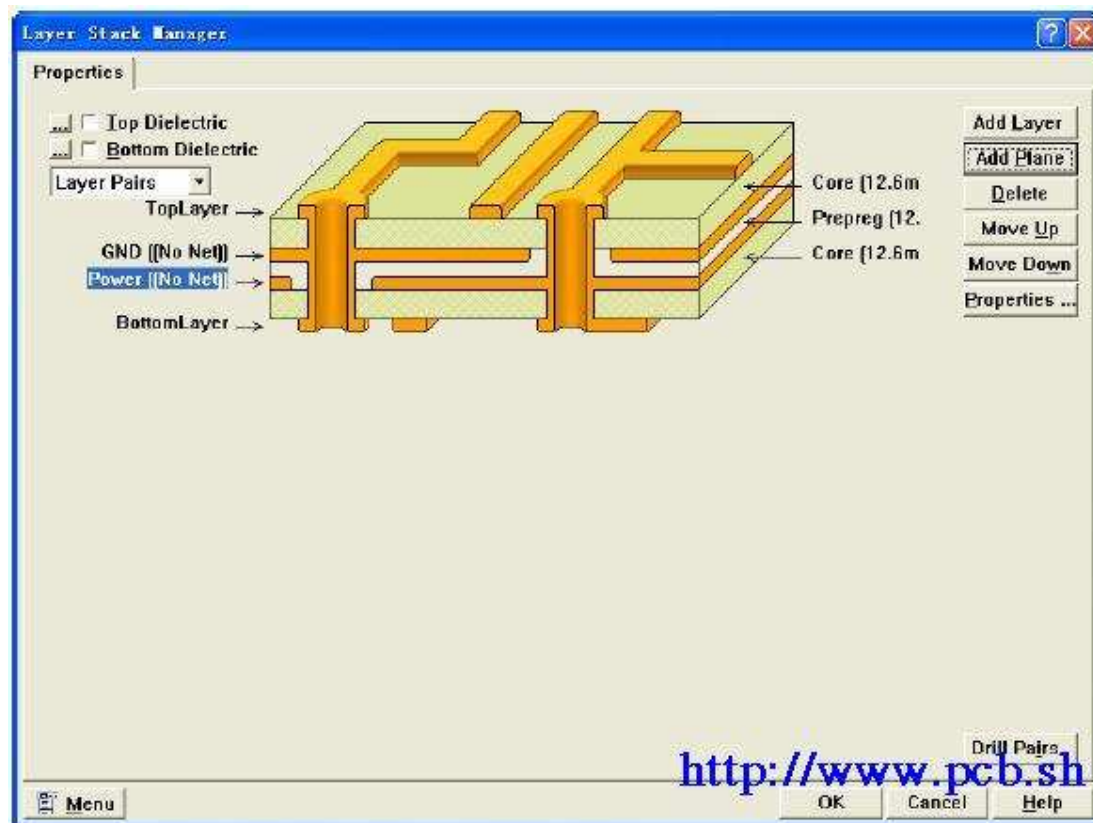 Layer Stack Manager
Properties
... Top Dielectric
... Bottom Dielectric
Layer Pairs
TopLayer
GND ((No Net))
Power ((No Net))
BottomLayer
Core (12.6m
Prepreg (12.
Core (12.6m
Add Layer
Add Plane
Delete
Move Up
Move Down
Properties ...
Drill Pairs
http://www.pcb.sh
Menu
OK
Cancel
Help